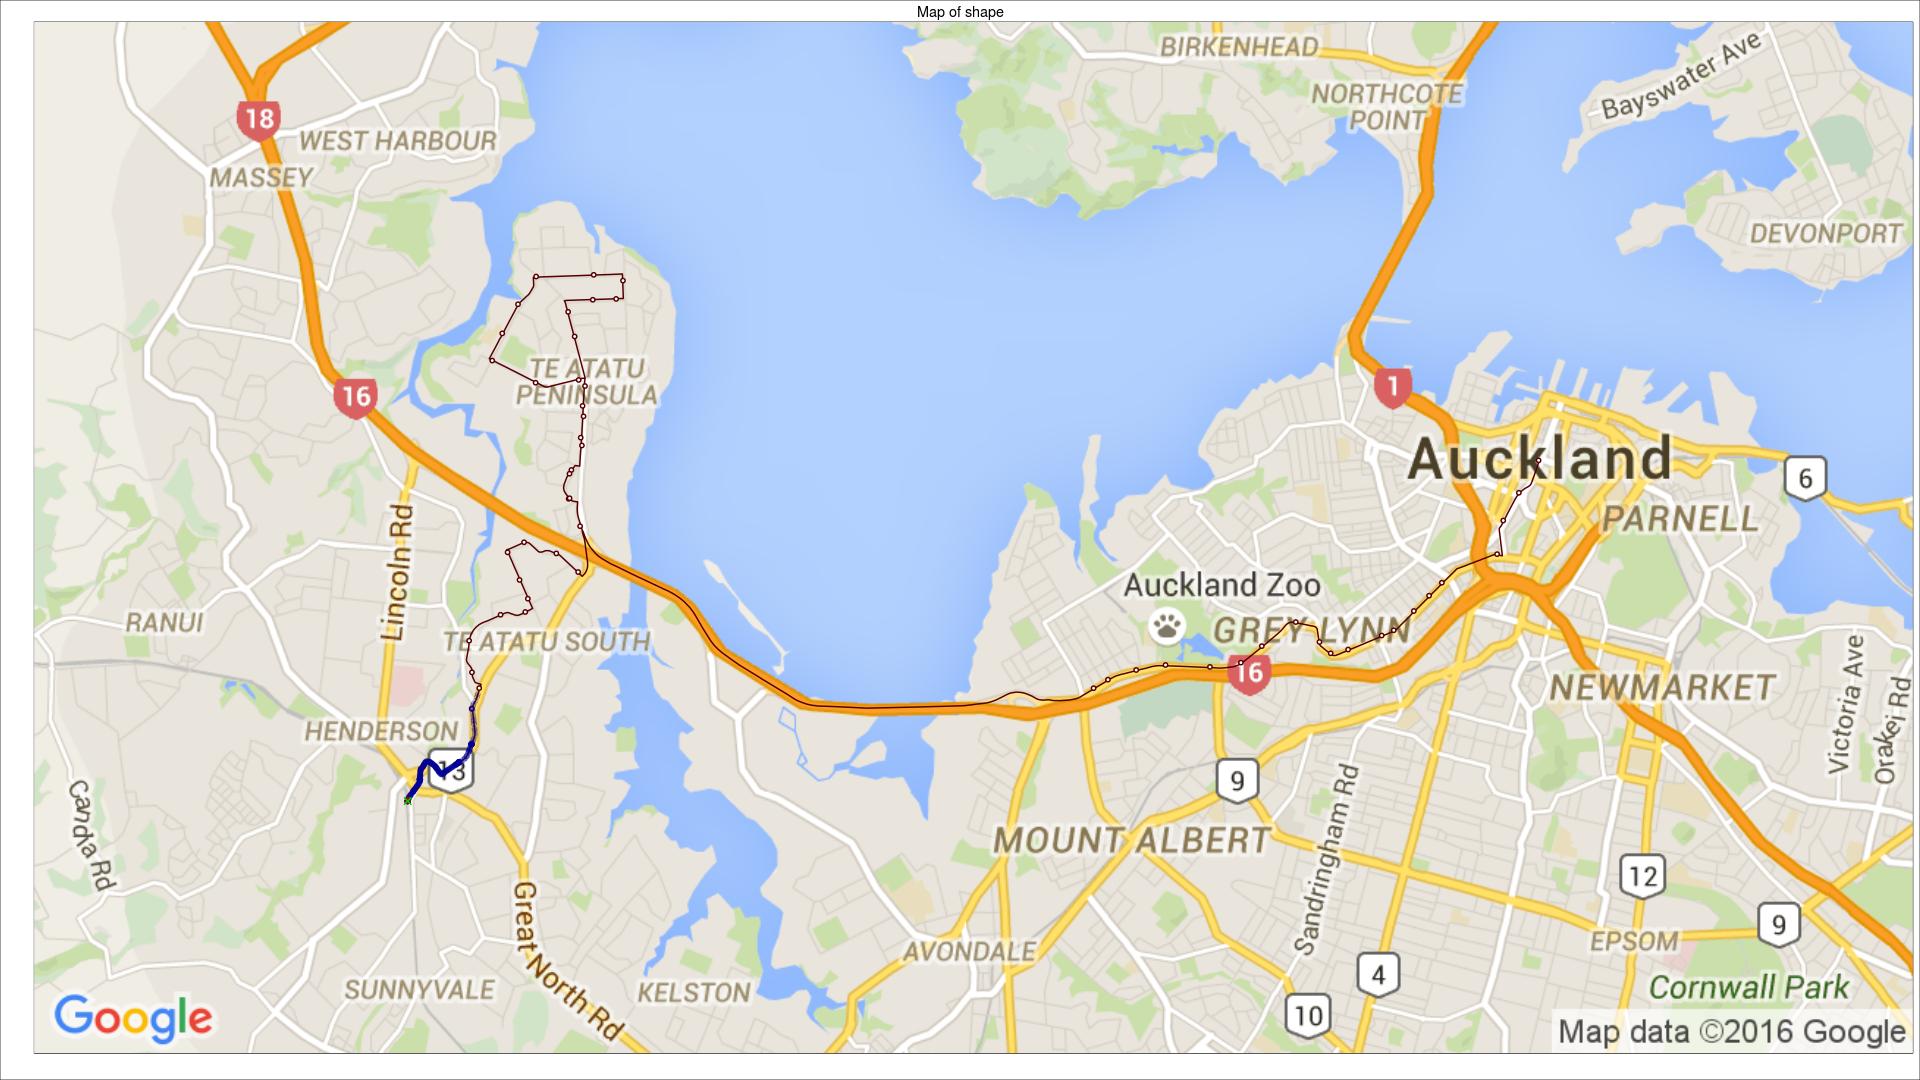 Map of shape
BIRKENHEAD
Bayswater Ave
NORTHCOTE
POINT
18
WEST HARBOUR
MASSEY
DEVONPORT
TE ATATU
PENINSULA
16
1
Auckland
6
PARNELL
Lincoln Rd
Auckland Zoo
RANUI
TE ATATU SOUTH
GREY LYNN
16
NEWMARKET
Victoria Ave
Orakei Rd
HENDERSON
13
9
Candia Rd
Sandringham Rd
MOUNT ALBERT
12
Great North Rd
9
AVONDALE
EPSOM
4
SUNNYVALE
KELSTON
Cornwall Park
Google
10
Map data ©2016 Google